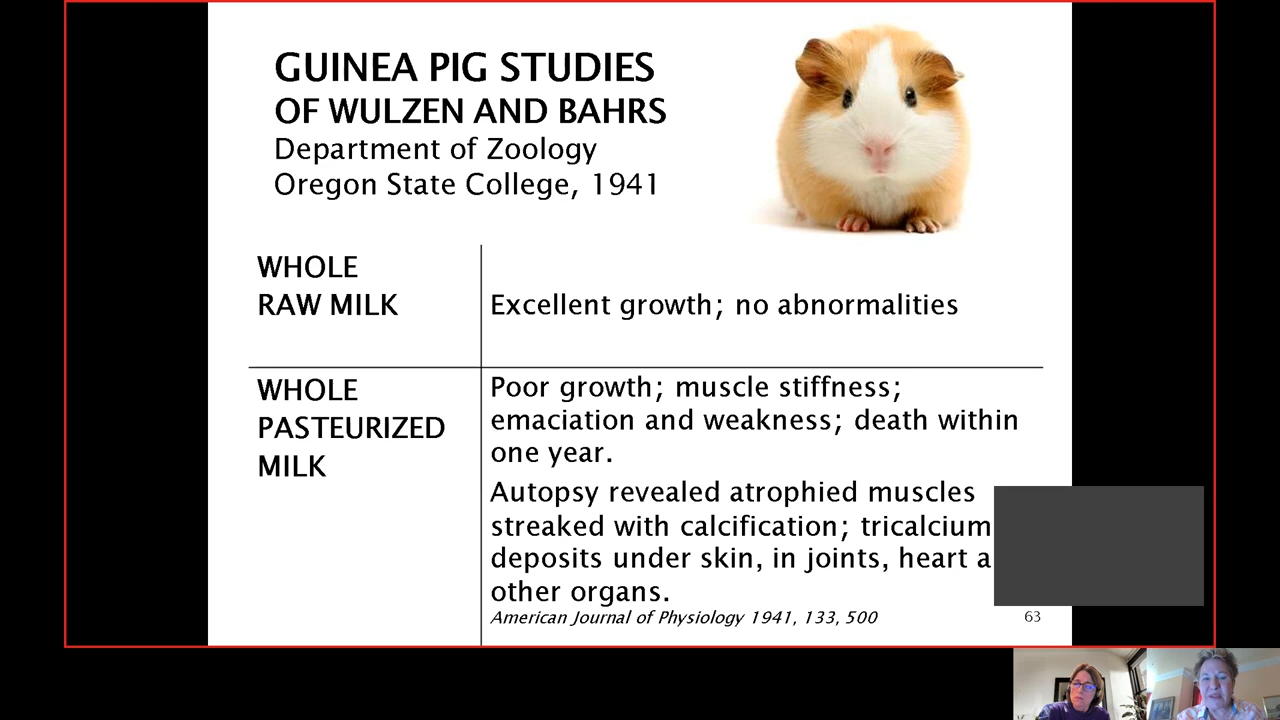 GUINEA PIG STUDIES
OF WULZEN AND BAHRS
Department of Zoology
Oregon State College, 1941
WHOLE
RAW MILK
Excellent growth; no abnormalities
WHOLE
PASTEURIZED
MILK
Poor growth; muscle stiffness;
emaciation and weakness; death within
one year.
Autopsy revealed atrophied muscles
streaked with calcification; tricalcium
deposits under skin, in joints, heart a
other organs.
American Journal of Physiology 1941, 133, 500
63